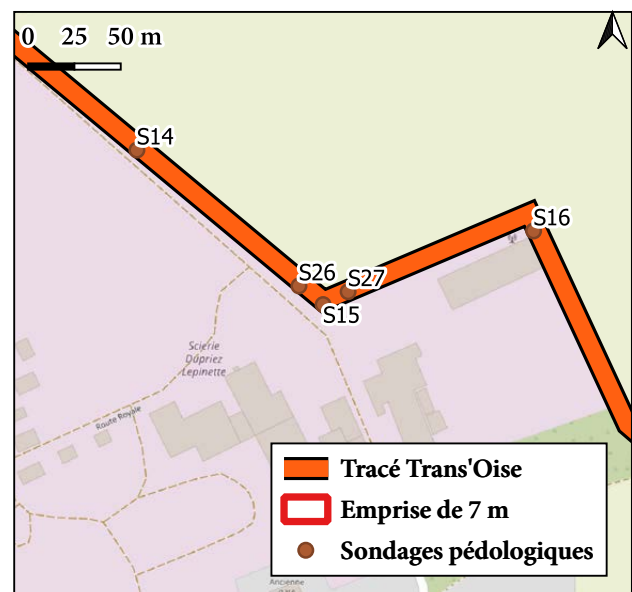 0 25 50 m
S14
S16
S26
S27
S15
Scierie
Dupriez
Lepinette
Route Royale
Tracé Trans'Oise
Emprise de 7 m
Sondages pédologiques
Ancienne